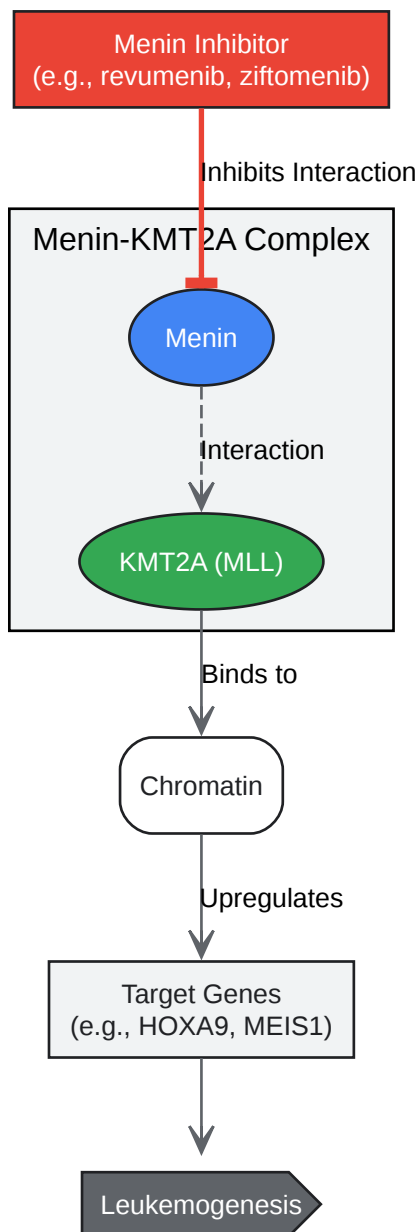 Menin Inhibitor
(e.g., revumenib, ziftomenib)
Inhibits Interaction
Menin-KMT2A Complex
Menin
Interaction
KMT2A (MLL)
Binds to
Chromatin
Upregulates
Target Genes
(e.g., HOXA9, MEIS1)
Leukemogenesis